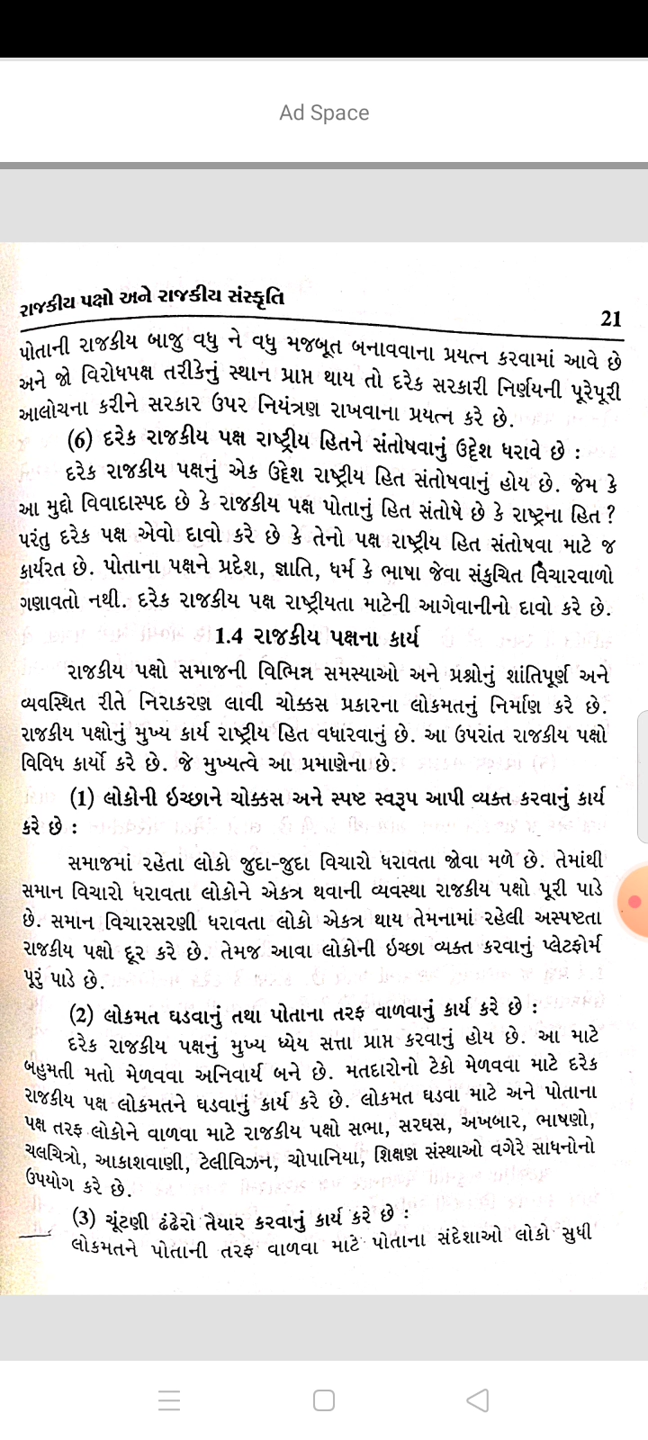 Ad Space
રાજકીય પક્ષો અને રાજકીય સંસ્કૃતિ
21
પોતાની રાજકીય બાજુ વધુ ને વધુ મજબૂત બનાવવાના પ્રયત્ન કરવામાં આવે છે
અને જો વિરોધપક્ષ તરીકેનું સ્થાન પ્રાપ્ત થાય તો દરેક સરકારી નિર્ણયની પૂરેપૂરી
આલોચના કરીને સરકાર ઉપર નિયંત્રણ રાખવાના પ્રયત્ન કરે છે.
(6) દરેક રાજકીય પક્ષ રાષ્ટ્રીય હિતને સંતોષવાનું ઉદ્દેશ ધરાવે છે :
દરેક રાજકીય પક્ષનું એક ઉદ્દેશ રાષ્ટ્રીય હિત સંતોષવાનું હોય છે. જેમ કે
આ મુદ્દો વિવાદાસ્પદ છે કે રાજકીય પક્ષ પોતાનું હિત સંતોષે છે કે રાષ્ટ્રના હિત ?
પરંતુ દરેક પક્ષ એવો દાવો કરે છે કે તેનો પક્ષ રાષ્ટ્રીય હિત સંતોષવા માટે જ
કાર્યરત છે. પોતાના પક્ષને પ્રદેશ, જ્ઞાતિ, ધર્મ કે ભાષા જેવા સંકુચિત વિચારવાળો
ગણાવતો નથી. દરેક રાજકીય પક્ષ રાષ્ટ્રીયતા માટેની આગેવાનીનો દાવો કરે છે.
1.4 રાજકીય પક્ષના કાર્ય
રાજકીય પક્ષો સમાજની વિભિન્ન સમસ્યાઓ અને પ્રશ્નોનું શાંતિપૂર્ણ અને
વ્યવસ્થિત રીતે નિરાકરણ લાવી ચોક્કસ પ્રકારના લોકમતનું નિર્માણ કરે છે.
રાજકીય પક્ષોનું મુખ્ય કાર્ય રાષ્ટ્રીય હિત વધારવાનું છે. આ ઉપરાંત રાજકીય પક્ષો
વિવિધ કાર્યો કરે છે. જે મુખ્યત્વે આ પ્રમાણેના છે.
(1) લોકોની ઇચ્છાને ચોક્કસ અને સ્પષ્ટ સ્વરૂપ આપી વ્યક્ત કરવાનું કાર્ય
કરે છે :
સમાજમાં રહેતા લોકો જુદા-જુદા વિચારો ધરાવતા જોવા મળે છે. તેમાંથી
સમાન વિચારો ધરાવતા લોકોને એકત્ર થવાની વ્યવસ્થા રાજકીય પક્ષો પૂરી પાડે
છે. સમાન વિચારસરણી ધરાવતા લોકો એકત્ર થાય તેમનામાં રહેલી અસ્પષ્ટતા
રાજકીય પક્ષો દૂર કરે છે. તેમજ આવા લોકોની ઇચ્છા વ્યક્ત કરવાનું પ્લેટફોર્મ
પૂરું પાડે છે.
(2) લોકમત ઘડવાનું તથા પોતાના તરફ વાળવાનું કાર્ય કરે છે :
દરેક રાજકીય પક્ષનું મુખ્ય ધ્યેય સત્તા પ્રાપ્ત કરવાનું હોય છે. આ માટે
બહુમતી મતો મેળવવા અનિવાર્ય બને છે. મતદારોનો ટેકો મેળવવા માટે દરેક
રાજકીય પક્ષ લોકમતને ઘડવાનું કાર્ય કરે છે. લોકમત ઘડવા માટે અને પોતાના
પક્ષ તરફ લોકોને વાળવા માટે રાજકીય પક્ષો સભા, સરઘસ, અખબાર, ભાષણો,
ચલચિત્રો, આકાશવાણી, ટેલીવિઝન, ચોપાનિયા, શિક્ષણ સંસ્થાઓ વગેરે સાધનોનો
ઉપયોગ કરે છે.
(3) ચૂંટણી ઢંઢેરો તૈયાર કરવાનું કાર્ય કરે છે :
લોકમતને પોતાની તરફ વાળવા માટે પોતાના સંદેશાઓ લોકો સુધી